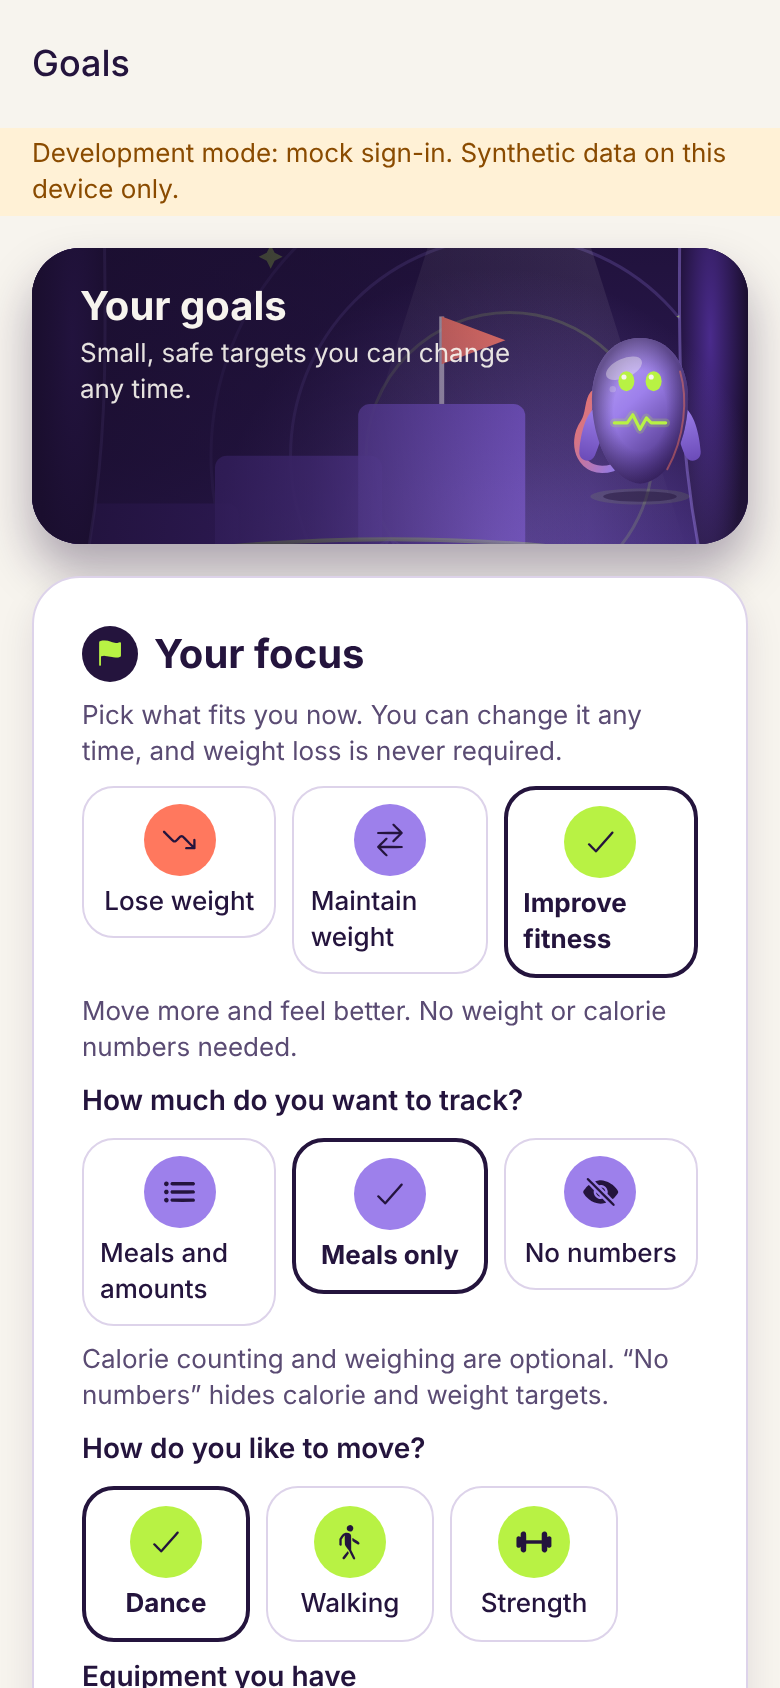 Goals
Development mode: mock sign-in. Synthetic data on this
device only.
Your goals
Small, safe targets you can change
any time.
Your focus
Pick what fits you now. You can change it any
time, and weight loss is never required.
Lose weight
Maintain
weight
Improve
fitness
Move more and feel better. No weight or calorie
numbers needed.
How much do you want to track?
Meals and
amounts
Meals only
No numbers
Calorie counting and weighing are optional. “No
numbers” hides calorie and weight targets.
How do you like to move?
Dance
Walking
Strength
Equipment you have